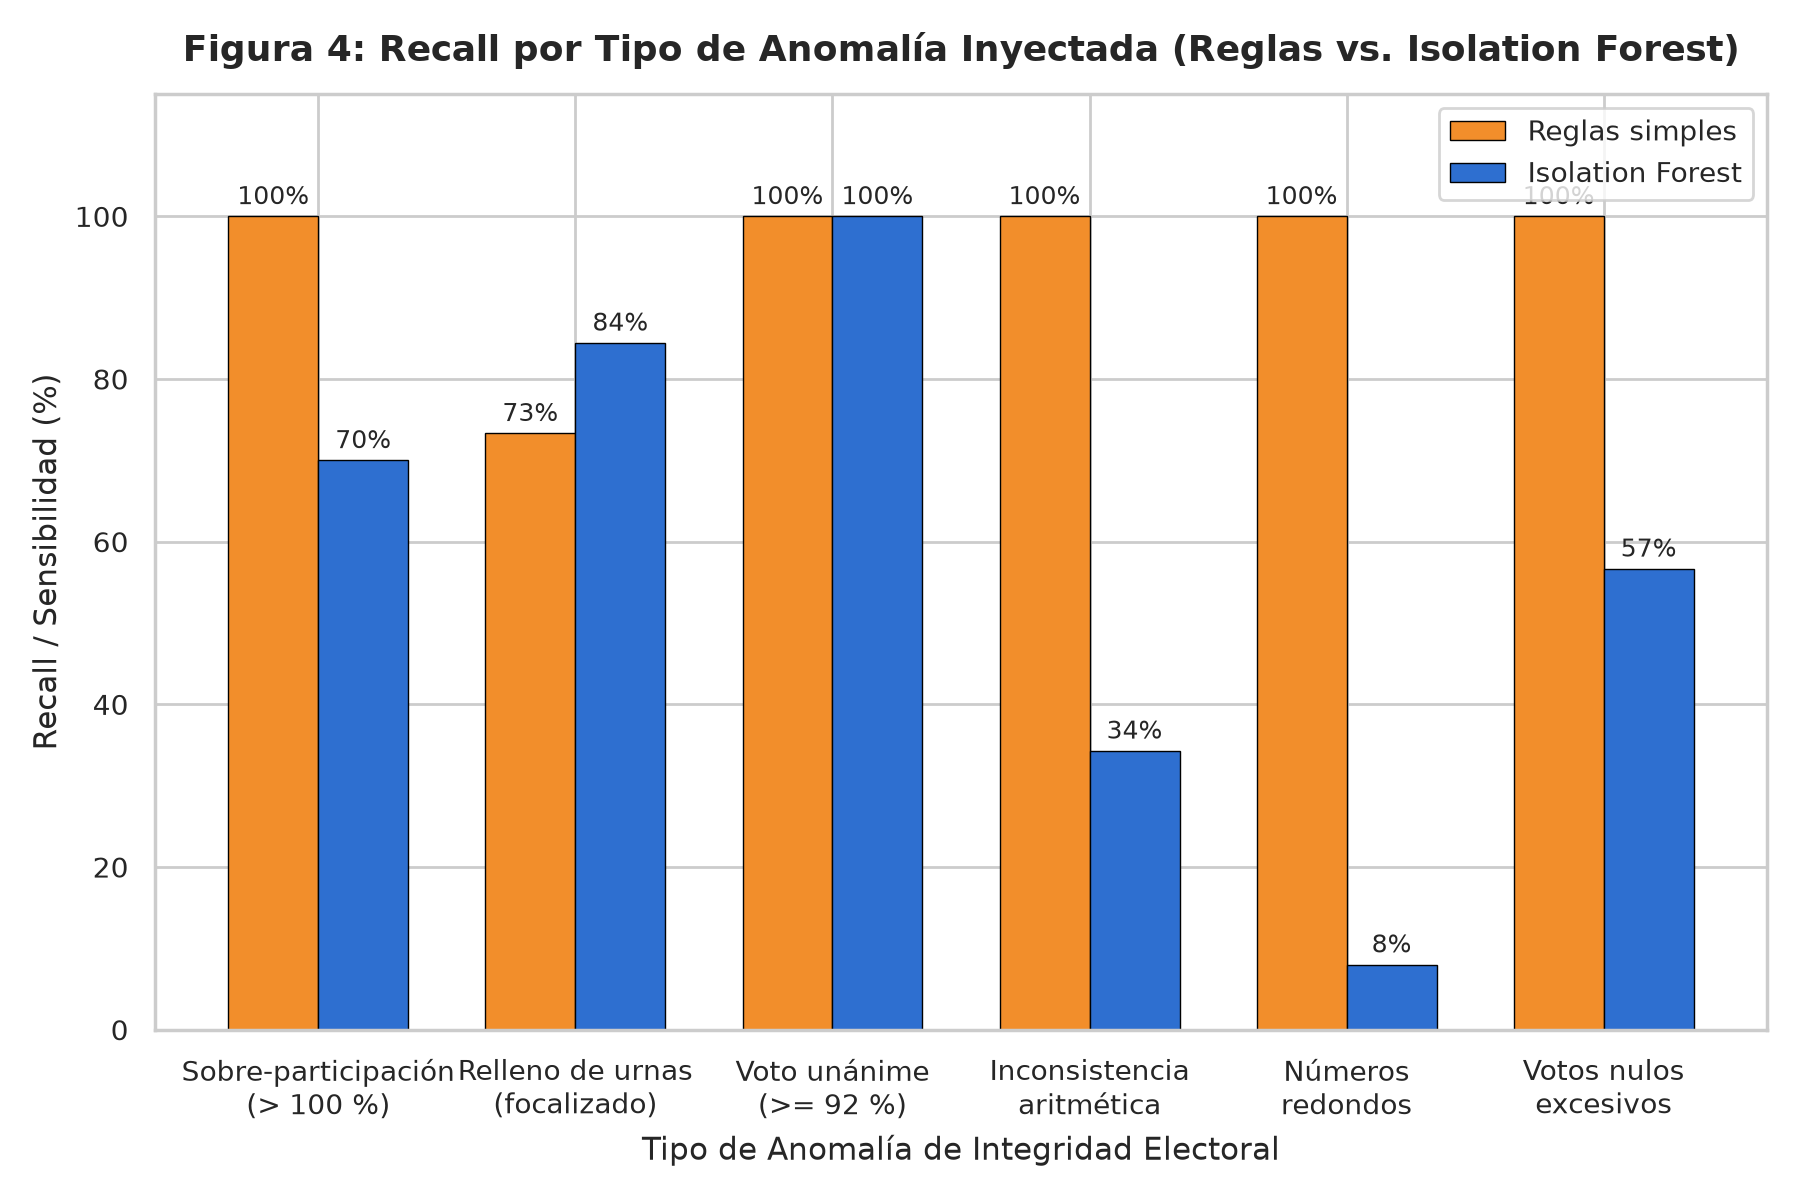 Figura 4: Recall por Tipo de Anomalía Inyectada (Reglas vs. Isolation Forest)
Reglas simples
Isolation Forest
100%
70%
73%
84%
100%
100%
100%
34%
100%
8%
100%
57%
Recall / Sensibilidad (%)
100
80
60
40
20
0
Sobre-participación
(> 100 %)
Relleno de urnas
(focalizado)
Voto unánime
(>= 92 %)
Inconsistencia
aritmética
Números
redondos
Votos nulos
excesivos
Tipo de Anomalía de Integridad Electoral